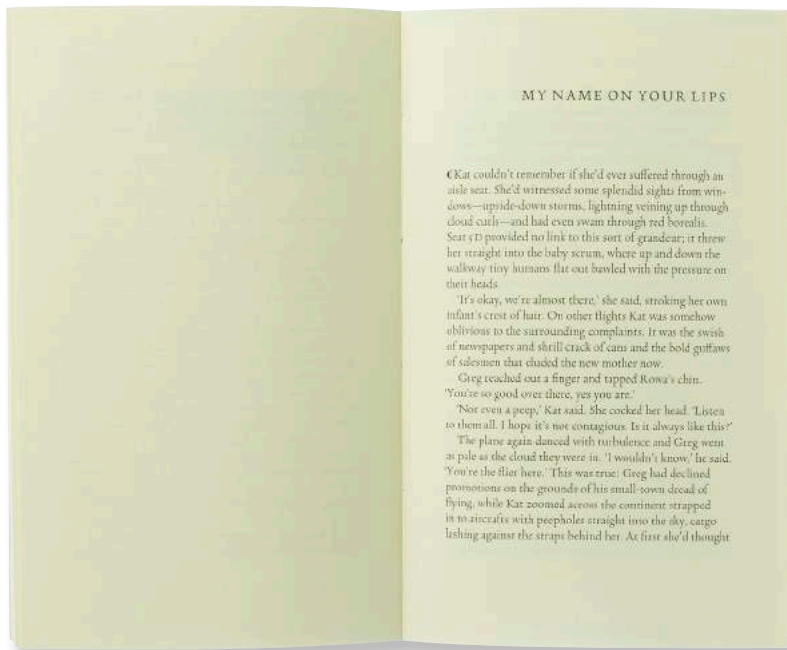 MY NAME ON YOUR LIPS
Kat couldn't remember if she'd ever suffered through an
aisle seat. She'd witnessed some splendid sights from win-
dows—upside-down storms, lightning veining up through
cloud curls—and had even swam through red borealis.
Seat 5D provided no link to this sort of grandeur; it threw
her straight into the baby scrum, where up and down the
walkway tiny humans flat out bawled with the pressure on
their heads.
'It's okay, we're almost there,' she said, stroking her own
infant's crest of hair. On other flights Kat was somehow
oblivious to the surrounding complaints. It was the swish
of newspapers and shrill crack of cans and the bold guffaws
of salesmen that eluded the new mother now.
Greg reached out a finger and tapped Rowa's chin.
'You're so good over there, yes you are.'
'Not even a peep,' Kat said. She cocked her head. 'Listen
to them all. I hope it's not contagious. Is it always like this?'
The plane again danced with turbulence and Greg went
as pale as the cloud they were in. 'I wouldn't know,' he said.
'You're the flier here.' This was true: Greg had declined
promotions on the grounds of his small-town dread of
flying, while Kat zoomed across the continent strapped
in to aircrafts with peepholes straight into the sky, cargo
lashing against the straps behind her. At first she'd thought